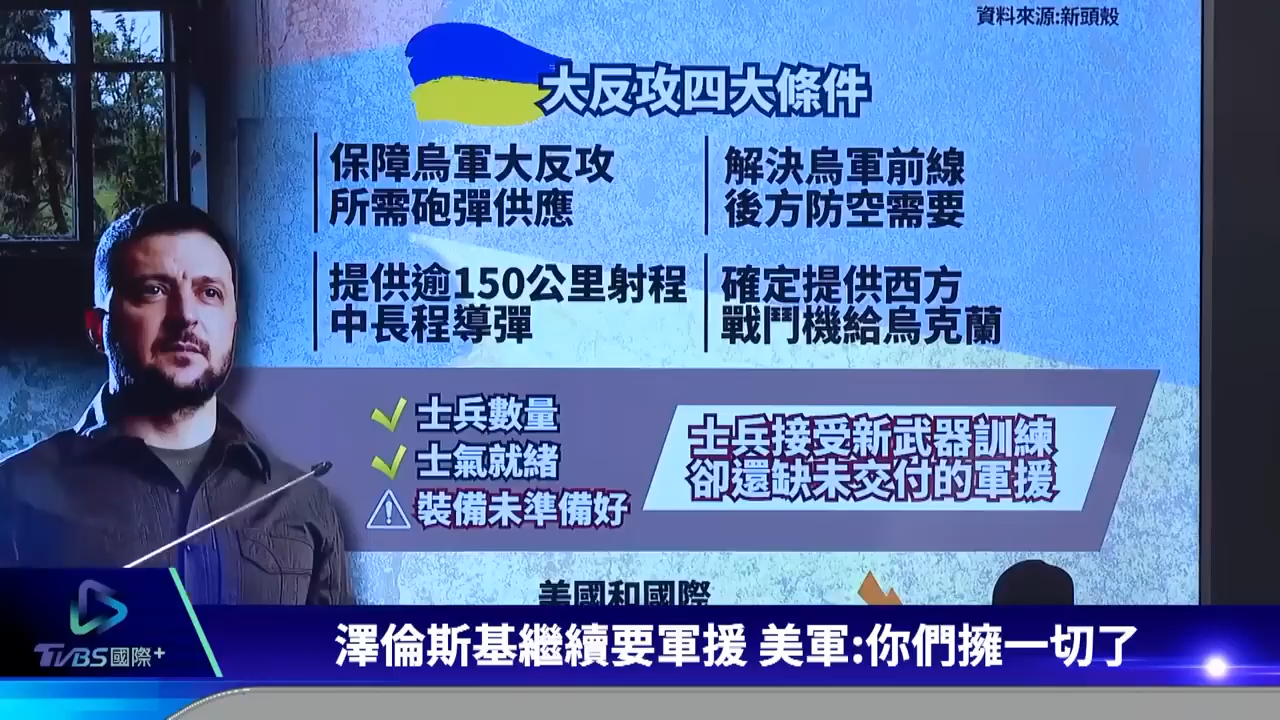 資料來源:新頭殼
大反攻四大條件
保障烏軍大反攻
所需砲彈供應
解決烏軍前線
後方防空需要
提供逾150公里射程
中長程導彈
確定提供西方
戰鬥機給烏克蘭
士兵數量
士氣就緒
裝備未準備好
士兵接受新武器訓練
卻還缺未交付的軍援
美國和國際
TVBS國際+
澤倫斯基繼續要軍援 美軍:你們擁一切了